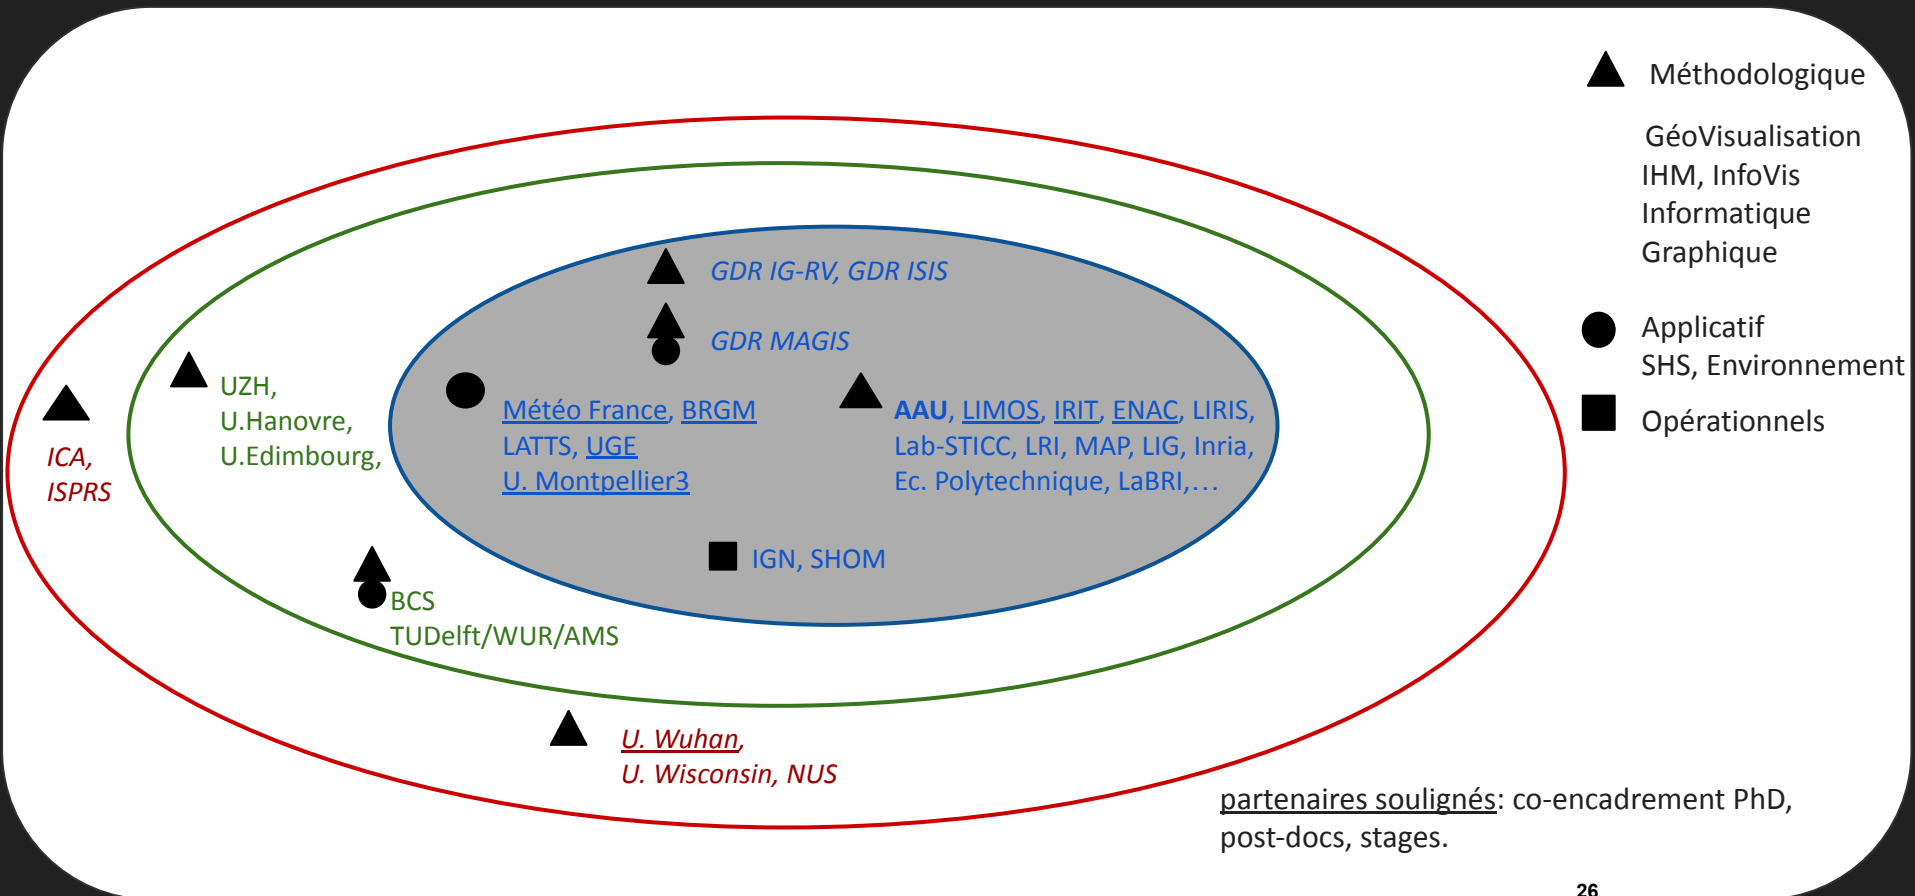 Méthodologique
GéoVisualisation
IHM, InfoVis
Informatique
Graphique
Applicatif
SHS, Environnement
Opérationnels
GDR IG-RV, GDR ISIS
GDR MAGIS
Météo France, BRGM
LATTS, UGE
U. Montpellier3
AAU, LIMOS, IRIT, ENAC, LIRIS,
Lab-STICC, LRI, MAP, LIG, Inria,
Ec. Polytechnique, LaBRI,…
IGN, SHOM
UZH,
U.Hanovre,
U.Edimbourg,
BCS
TUDelft/WUR/AMS
ICA,
ISPRS
U. Wuhan,
U. Wisconsin, NUS
partenaires soulignés: co-encadrement PhD,
post-docs, stages.
26